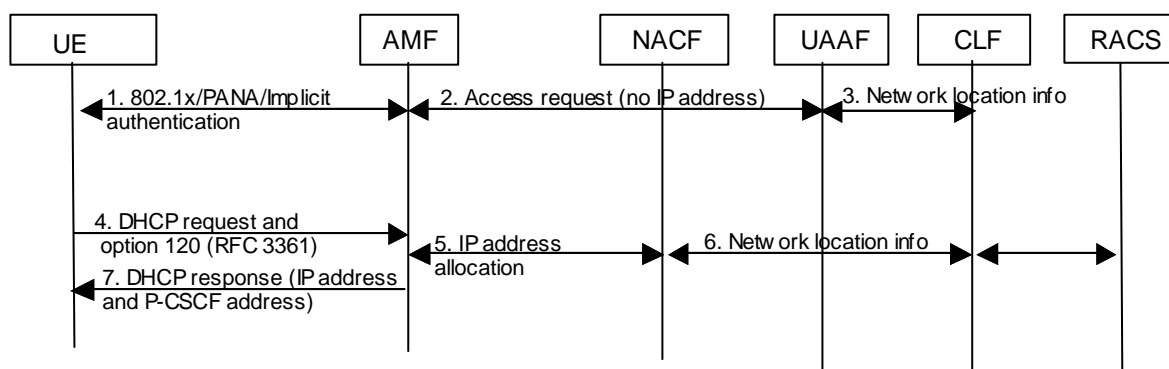 UE
AMF
NACF
UAAF
CLF
RACS
1. 802.1x/PANA/Implicit
authentication
2. Access request (no IP address)
3. Network location info
4. DHCP request and
option 120 (RFC 3361)
5. IP address
allocation
6. Network location info
7. DHCP response (IP address
and P-CSCF address)